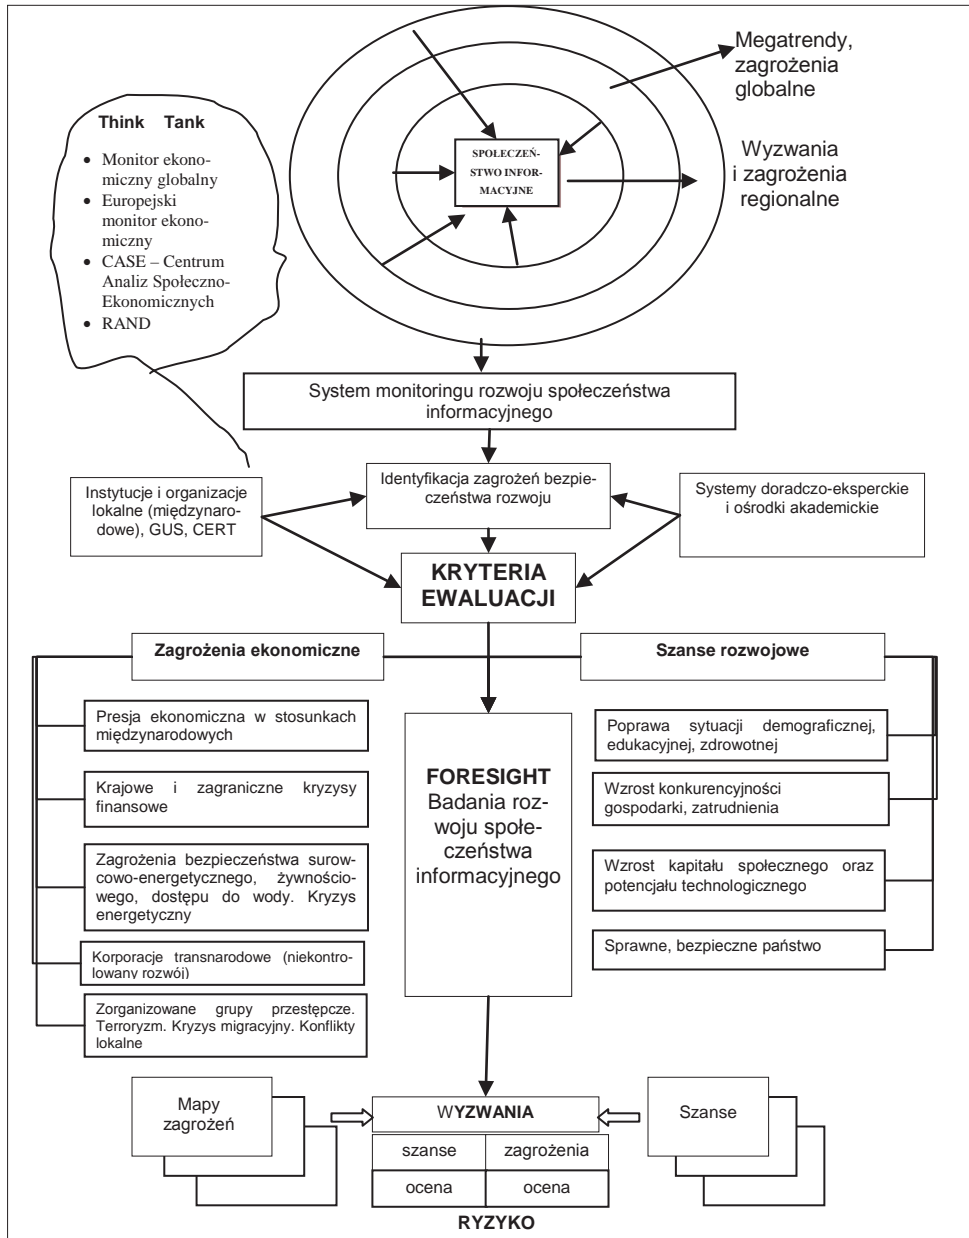 Megatrendy,
zagrożenia
globalne
Think Tank
• Monitor ekono-
miczny globalny
• Europejski
monitor ekono-
miczny
• CASE – Centrum
Analiz Społeczno-
Ekonomicznych
• RAND
SPOŁECZEŃ-
STWO INFOR-
MACYJNE
Wyzwania
i zagrożenia
regionalne
System monitoringu rozwoju społeczeństwa
informacyjnego
Instytucje i organizacje
lokalne (międzynaro-
dowe), GUS, CERT
Identyfikacja zagrożeń bezpie-
czeństwa rozwoju
Systemy doradczo-eksperckie
i ośrodki akademickie
KRYTERIA
EWALUACJI
Zagrożenia ekonomiczne
Szanse rozwojowe
Presja ekonomiczna w stosunkach
międzynarodowych
Krajowe i zagraniczne kryzysy
finansowe
Zagrożenia bezpieczeństwa surow-
cowo-energetycznego, żywnościo-
wego, dostępu do wody. Kryzys
energetyczny
Korporacje transnarodowe (niekontro-
lowany rozwój)
Zorganizowane grupy przestępcze.
Terroryzm. Kryzys migracyjny. Konflikty
lokalne
FORESIGHT
Badania roz-
woju społe-
czeństwa
informacyjnego
Poprawa sytuacji demograficznej,
edukacyjnej, zdrowotnej
Wzrost konkurencyjności
gospodarki, zatrudnienia
Wzrost kapitału społecznego oraz
potencjału technologicznego
Sprawne, bezpieczne państwo
Mapy
zagrożeń
WYZWANIA
Szanse
szanse zagrożenia
ocena ocena
RYZYKO